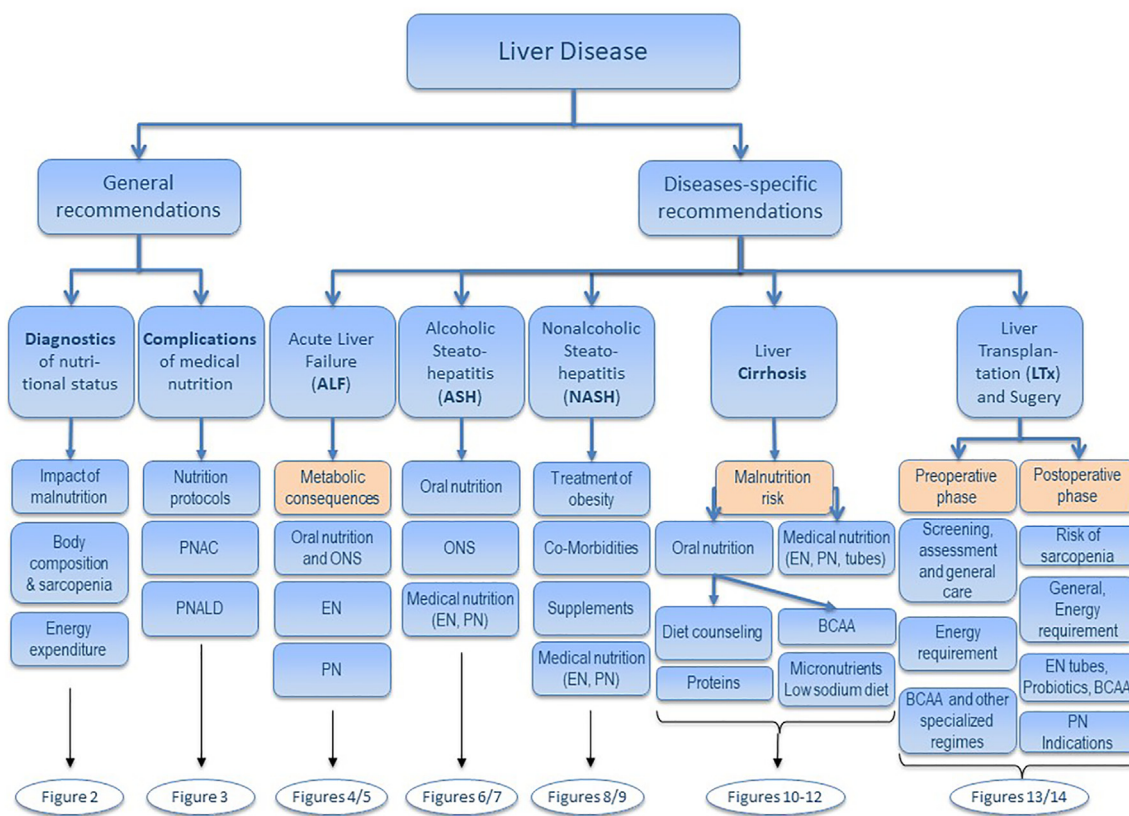 Liver Disease
General
recommendations
Diseases-specific
recommendations
Diagnostics
of nutri-
tional status
Complications
of medical
nutrition
Acute Liver
Failure
(ALF)
Alcoholic
Steato-
hepatitis
(ASH)
Nonalcoholic
Steato-
hepatitis
(NASH)
Liver
Cirrhosis
Liver
Transplan-
tation (LTx)
and Sugery
Impact of
malnutrition
Body
composition
& sarcopenia
Energy
expenditure
Nutrition
protocols
PNAC
PNALD
Metabolic
consequences
Oral nutrition
and ONS
EN
PN
Oral nutrition
ONS
Medical nutrition
(EN, PN)
Treatment of
obesity
Co-Morbidities
Supplements
Medical nutrition
(EN, PN)
Malnutrition
risk
Oral nutrition
Medical nutrition
(EN, PN, tubes)
Diet counseling
BCAA
Proteins
Micronutrients
Low sodium diet
Preoperative
phase
Screening,
assessment
and general
care
Energy
requirement
BCAA and other
specialized
regimes
Postoperative
phase
Risk of
sarcopenia
General,
Energy
requirement
EN tubes,
Probiotics, BCAA
PN
Indications
Figure 2
Figure 3
Figures 4/5
Figures 6/7
Figures 8/9
Figures 10-12
Figures 13/14